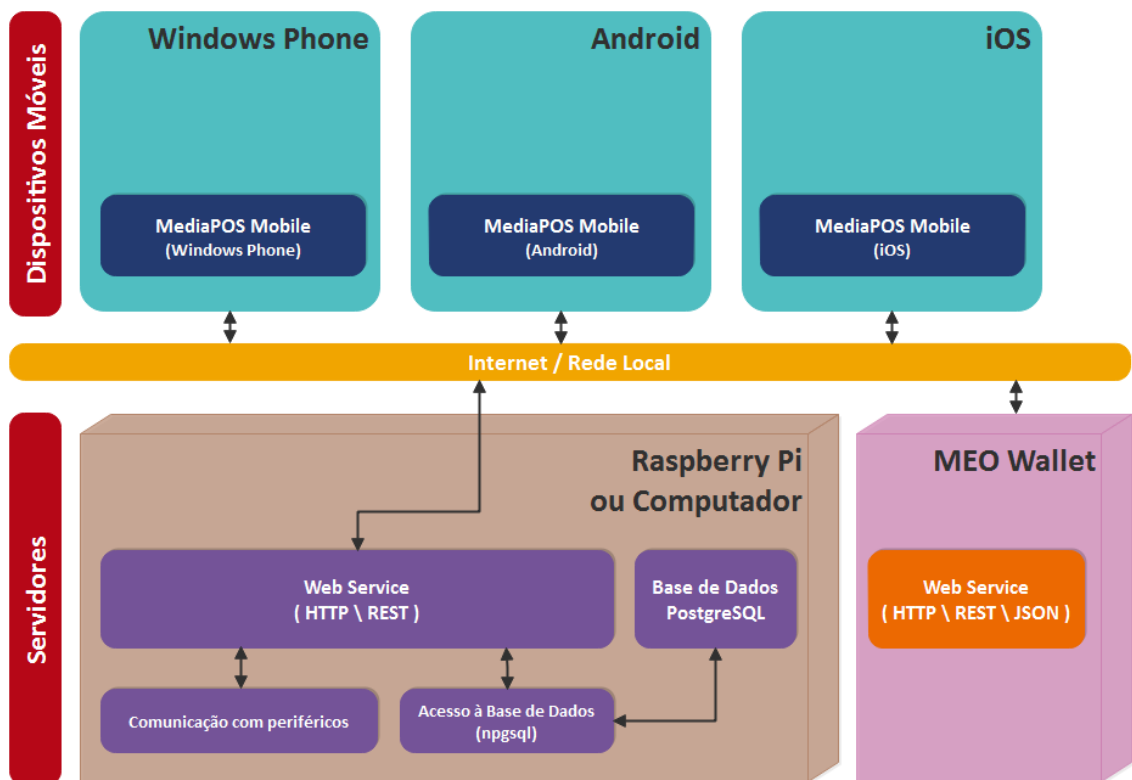 Dispositivos Móveis
Windows Phone
Android
iOS
MediaPOS Mobile
(Windows Phone)
MediaPOS Mobile
(Android)
MediaPOS Mobile
(iOS)
Internet / Rede Local
Servidores
Raspberry Pi
ou Computador
MEO Wallet
Web Service
( HTTP \ REST )
Base de Dados
PostgreSQL
Web Service
( HTTP \ REST \ JSON )
Comunicação com periféricos
Acesso à Base de Dados
(npgsql)